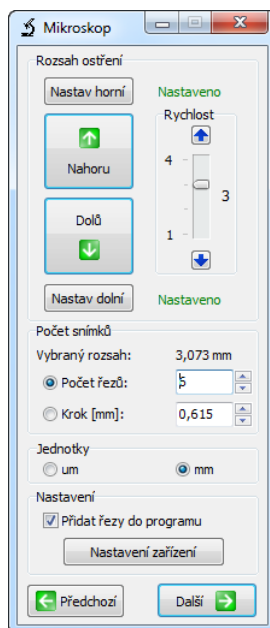 Mikroskop
Rozsah ostření
Nastav horní Nastaveno
Rychlost
Nahoru
4
3
1
Dolů
Nastav dolní Nastaveno
Počet snímků
Vybraný rozsah: 3,073 mm
Počet řezů: 5
Krok [mm]: 0,615
Jednotky
um mm
Nastavení
Přidat řezy do programu
Nastavení zařízení
Předchozí Další